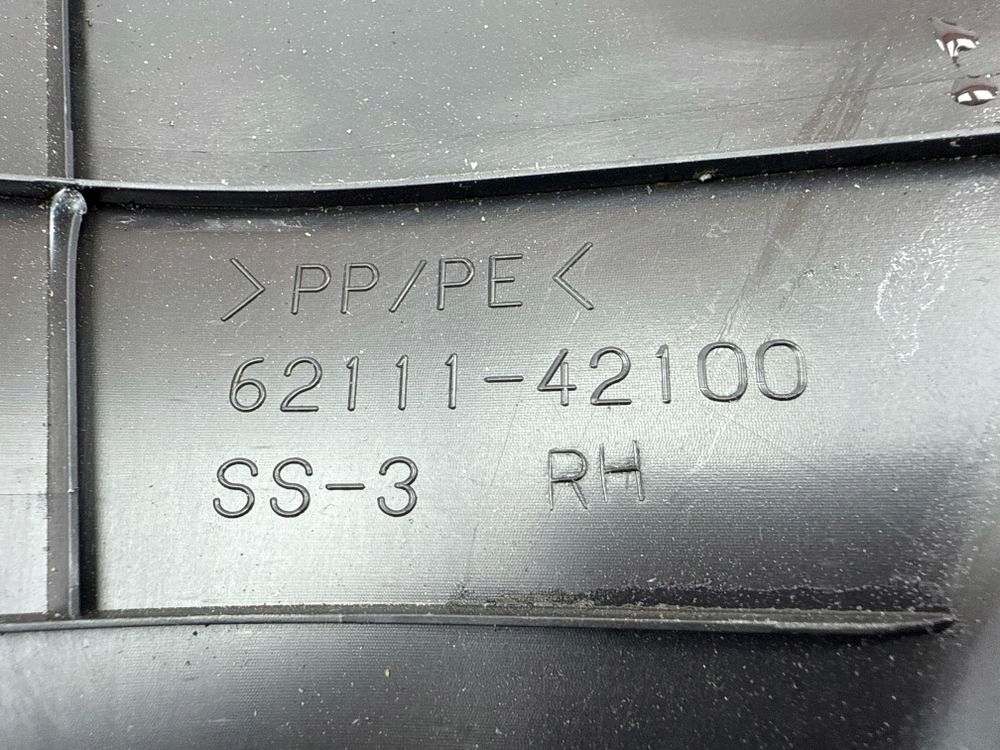 >PP/PE<
62111-42100
SS-3 RH